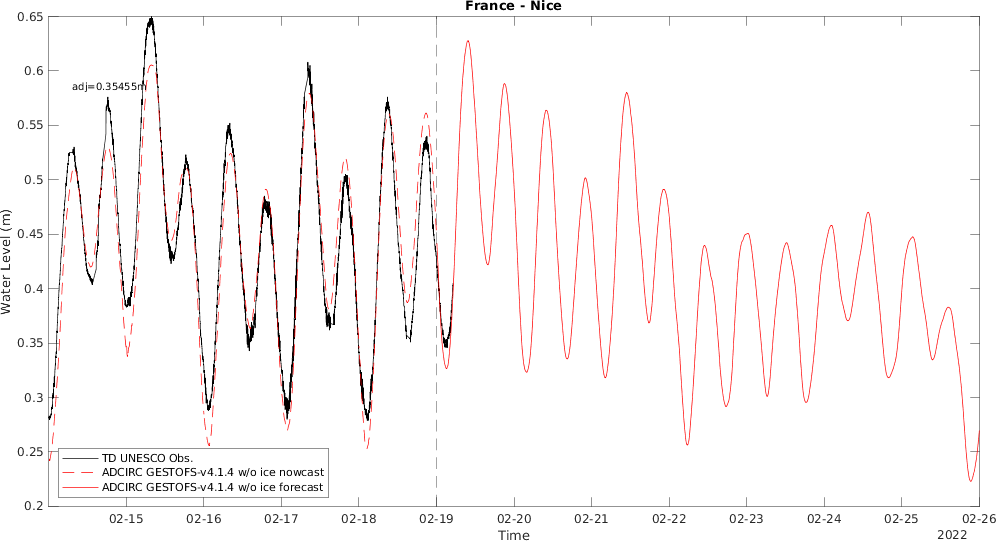 France - Nice
0.65
0.6
0.55
0.5
0.45
0.4
0.35
0.3
0.25
0.2
Water Level (m)
adj=0.35455m
TD UNESCO Obs.
ADCIRC GESTOFS-v4.1.4 w/o ice nowcast
ADCIRC GESTOFS-v4.1.4 w/o ice forecast
02-15 02-16 02-17 02-18 02-19 02-20 02-21 02-22 02-23 02-24 02-25 02-26
Time
2022